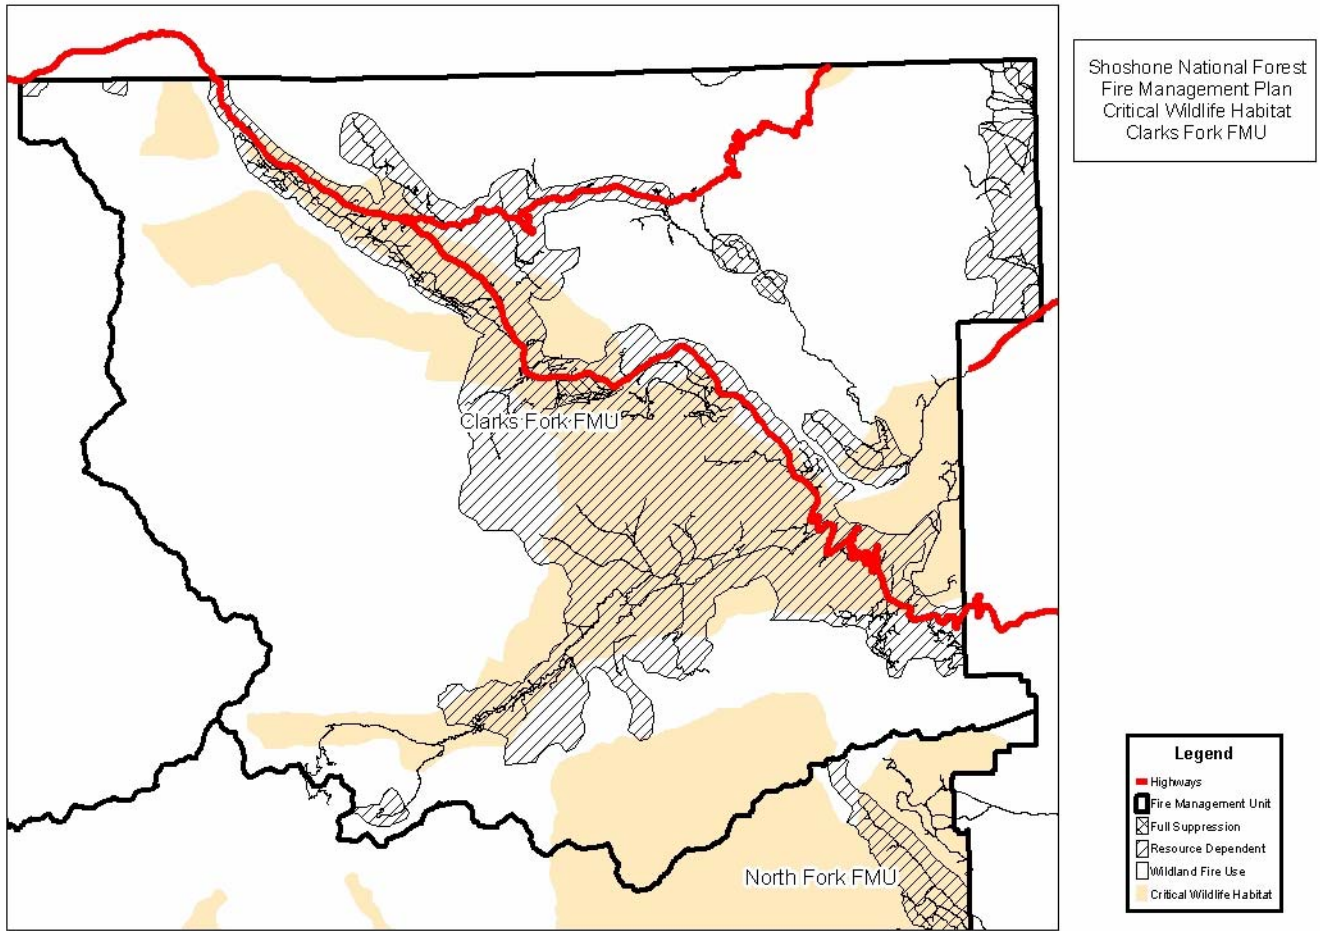 Shoshone National Forest
Fire Management Plan
Critical Wildlife Habitat
Clarks Fork FMU
Clarks Fork FMU
North Fork FMU
Legend
Highways
Fire Management Unit
Full Suppression
Resource Dependent
Wildland Fire Use
Critical Wildlife Habitat